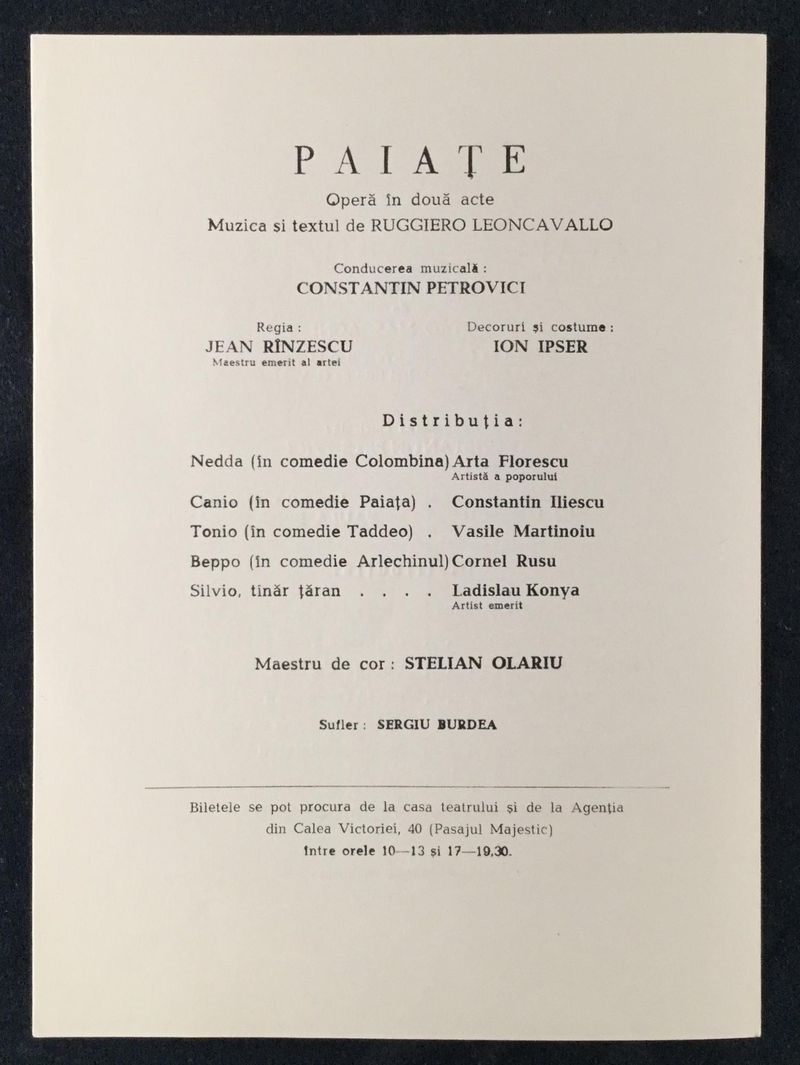 PAIAȚE
Operă în două acte
Muzica și textul de RUGGIERO LEONCAVALLO
Conducerea muzicală :
CONSTANTIN PETROVICI
Regia :
JEAN RÎNZESCU
Maestru emerit al artei
Decoruri și costume :
ION IPSER
Distribuția:
Nedda (în comedie Colombina) Arta Florescu
Artistă a poporului
Canio (în comedie Paiața) . Constantin Iliescu
Tonio (în comedie Taddeo) . Vasile Martinoiu
Beppo (în comedie Arlechinul) Cornel Rusu
Silvio, tînăr țăran . . . . Ladislau Konya
Artist emerit
Maestru de cor : STELIAN OLARIU
Sufler : SERGIU BURDEA
Biletele se pot procura de la casa teatrului și de la Agenția
din Calea Victoriei, 40 (Pasajul Majestic)
între orele 10—13 și 17—19,30.